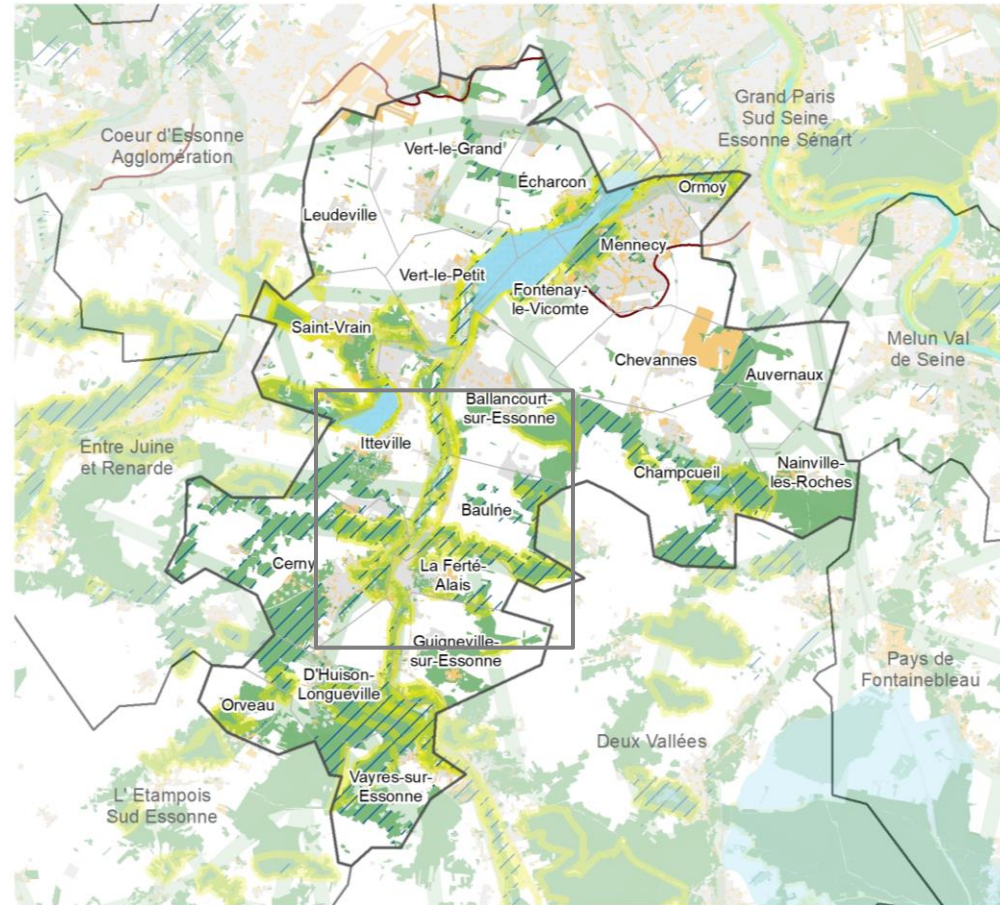 Grand Paris
Sud Seine
Essonne Sénart
Coeur d'Essonne
Agglomération
Vert-le-Grand
Écharcon
Ormoy
Leudeville
Mennecy
Vert-le-Petit
Fontenay-
le-Vicomte
Saint-Vrain
Chevannes
Melun Val
de Seine
Auvernaux
Ballancourt-
sur-Essonne
Itteville
Entre Juine
et Renarde
Champcueil
Nainville-
les-Roches
Baulne
Cerny
La Ferté-
Alais
Guigneville-
sur-Essonne
D'Huison-
Longueville
Pays de
Fontainebleau
Orveau
Deux Vallées
Vayres-sur-
Essonne
L' Etampois
Sud Essonne